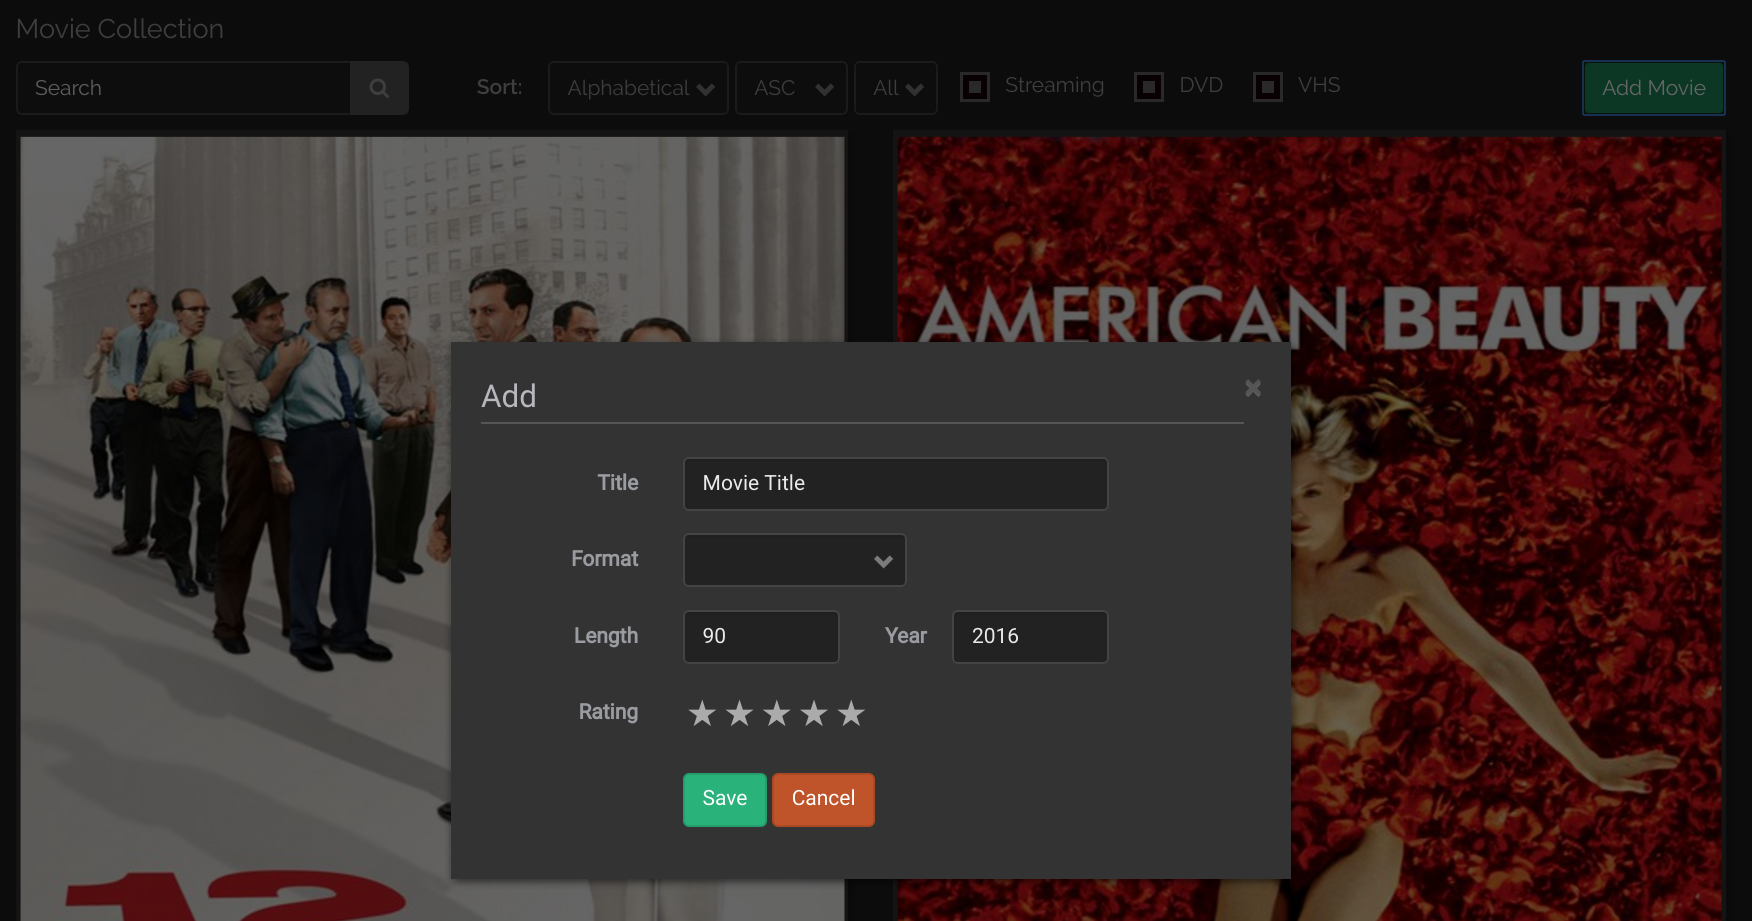 Movie Collection
Search Sort: Alphabetical ASC All Streaming DVD VHS Add Movie
AMERICAN BEAUTY
Add ×
Title Movie Title
Format
Length 90 Year 2016
Rating
Save Cancel
12